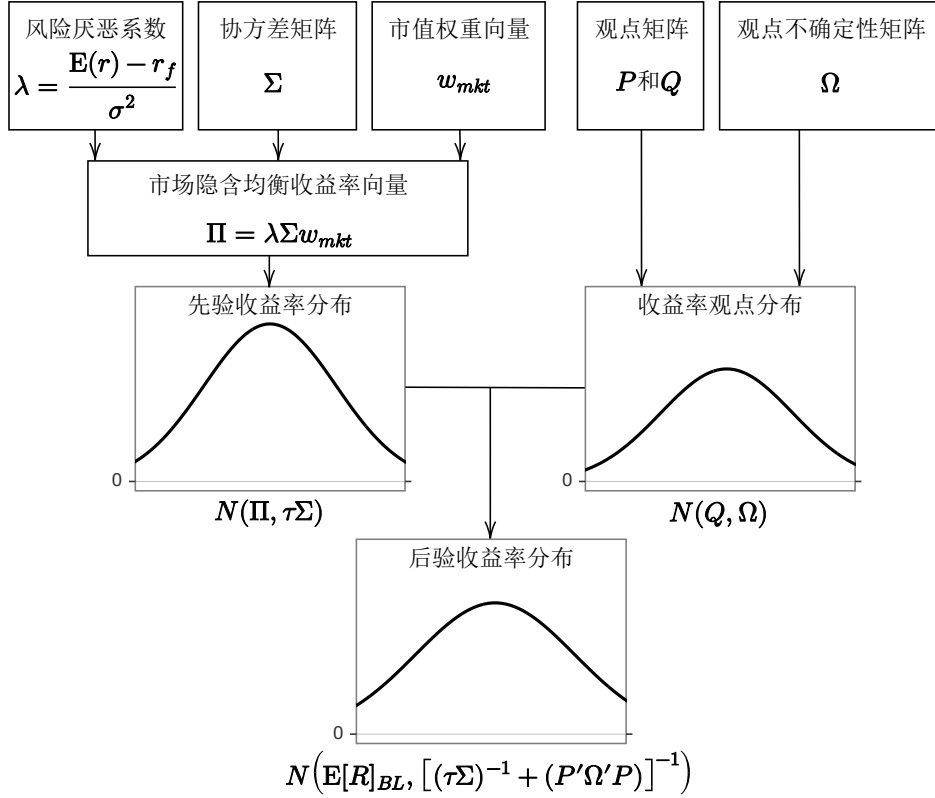 风险厌恶系数
λ = (E(r) − r_f) / σ²
协方差矩阵
Σ
市值权重向量
w_mkt
观点矩阵
P和Q
观点不确定性矩阵
Ω
市场隐含均衡收益率向量
Π = λΣw_mkt
先验收益率分布
0
N(Π, τΣ)
收益率观点分布
0
N(Q, Ω)
后验收益率分布
0
N(E[R]_BL, [(τΣ)⁻¹ + (P′Ω′P)]⁻¹)